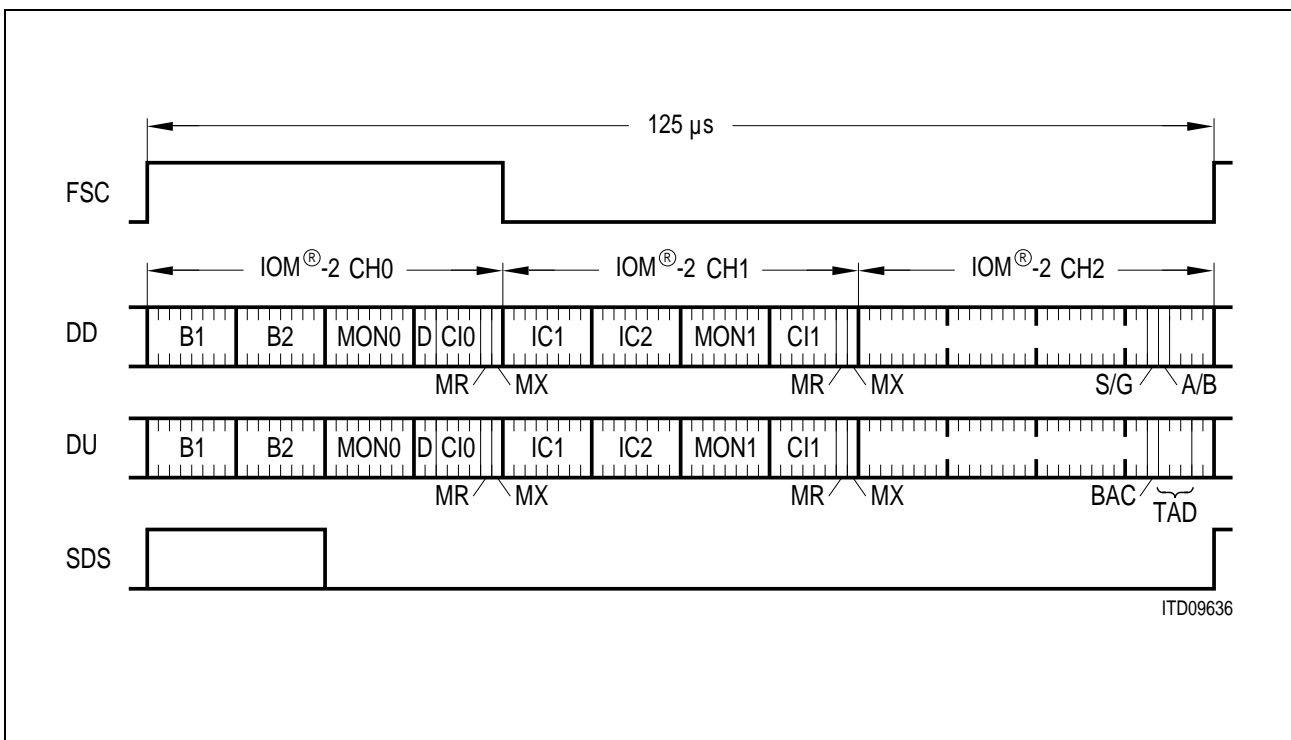 125 µs
FSC
IOM®-2 CH0 IOM®-2 CH1 IOM®-2 CH2
DD B1 B2 MON0 D CI0 IC1 IC2 MON1 CI1
MR MX MR MX S/G A/B
DU B1 B2 MON0 D CI0 IC1 IC2 MON1 CI1
MR MX MR MX BAC TAD
SDS
ITD09636